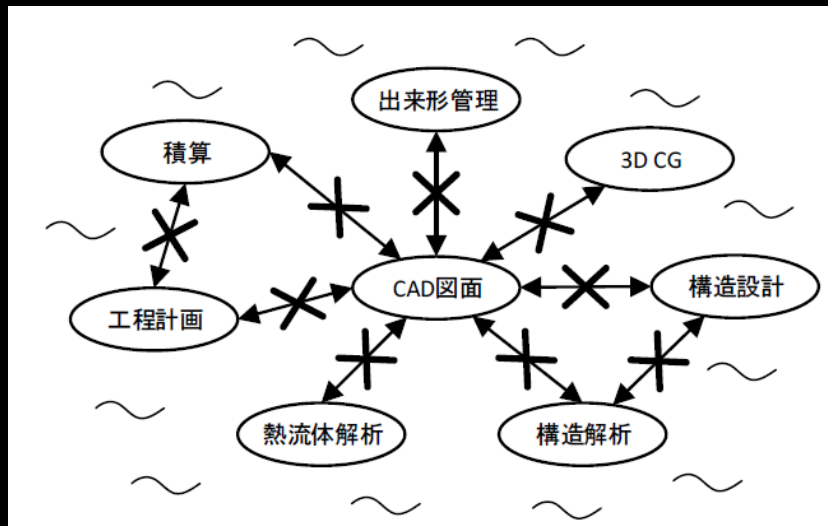 出来形管理
積算
3D CG
CAD図面
構造設計
工程計画
熱流体解析
構造解析